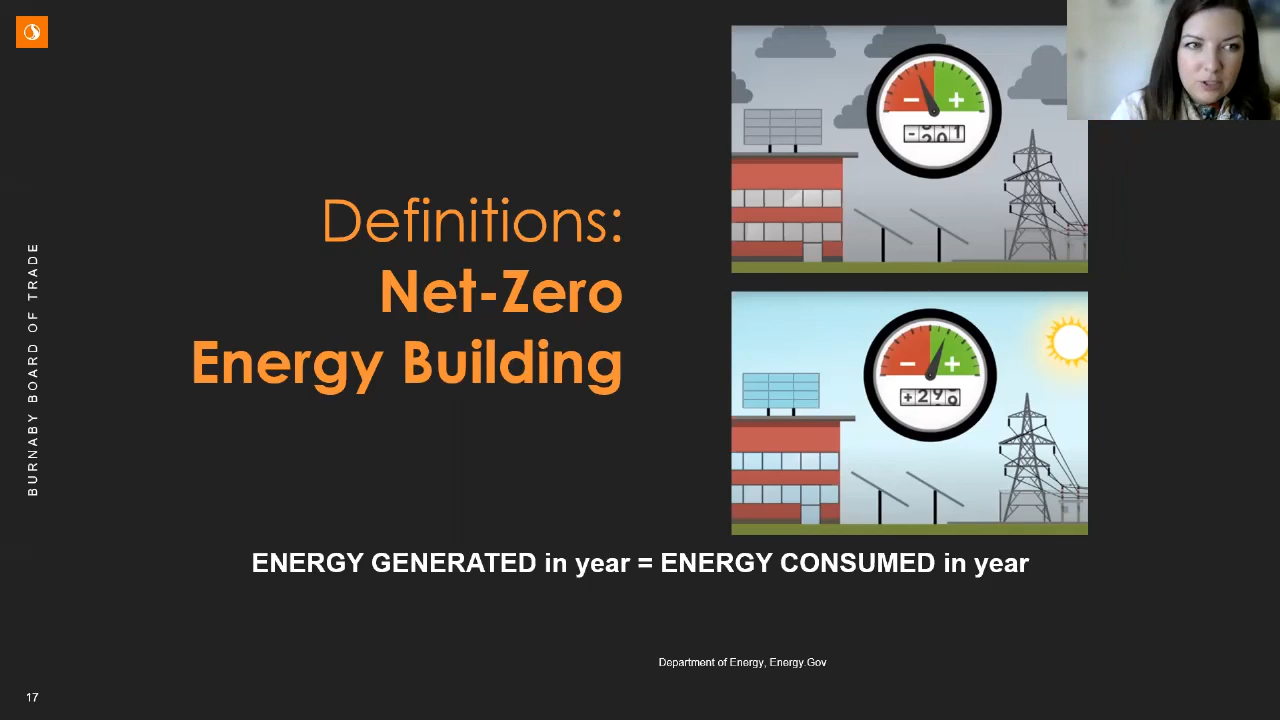 BURNABY BOARD OF TRADE
Definitions:
Net-Zero
Energy Building
− +
− +
ENERGY GENERATED in year = ENERGY CONSUMED in year
Department of Energy, Energy.Gov
17